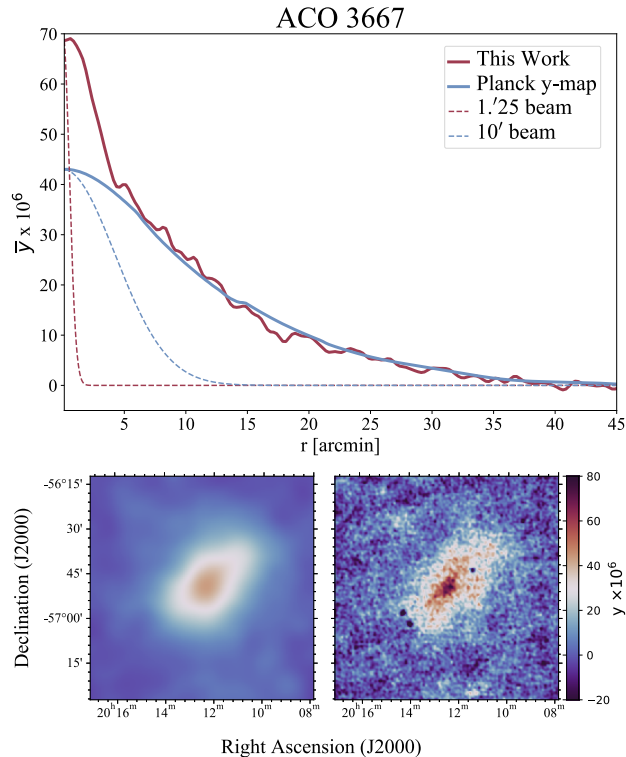 ACO 3667
70
60
50
40
30
20
10
0
y̅ x 10⁶
This Work
Planck y-map
1.′25 beam
10′ beam
5 10 15 20 25 30 35 40 45
r [arcmin]
-56°15′
30′
45′
-57°00′
15′
Declination (J2000)
20ʰ16ᵐ 14ᵐ 12ᵐ 10ᵐ 08ᵐ
20ʰ16ᵐ 14ᵐ 12ᵐ 10ᵐ 08ᵐ
80
60
40
20
0
−20
y ×10⁶
Right Ascension (J2000)